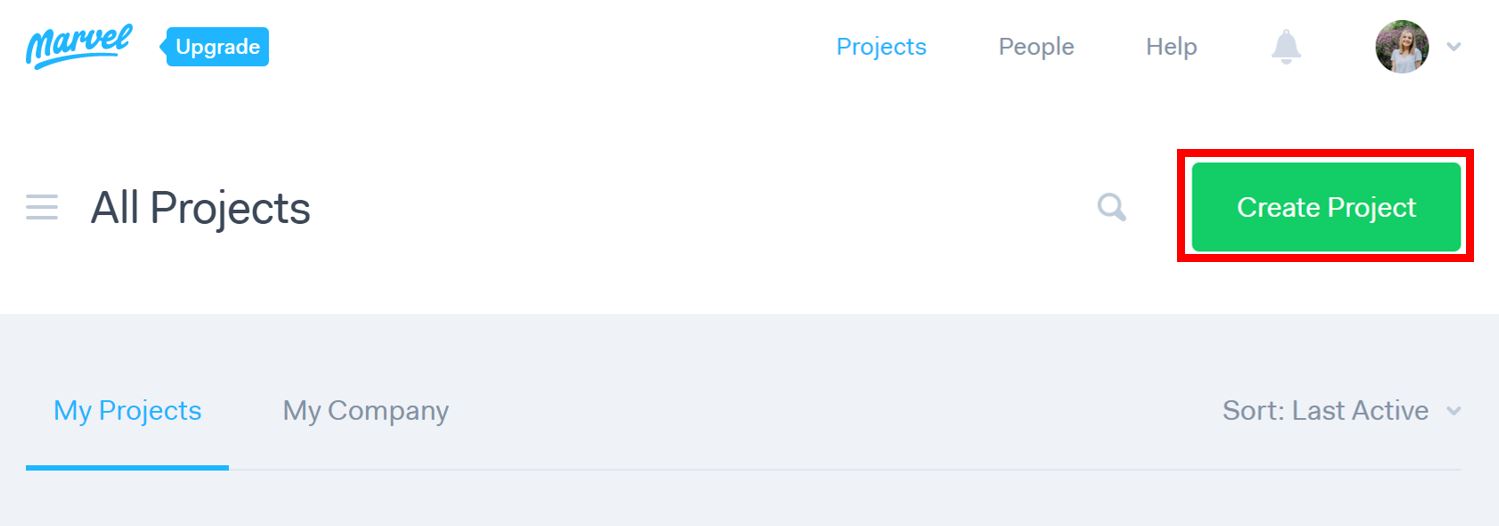 Marvel
Upgrade
Projects
People
Help
All Projects
Create Project
My Projects
My Company
Sort: Last Active